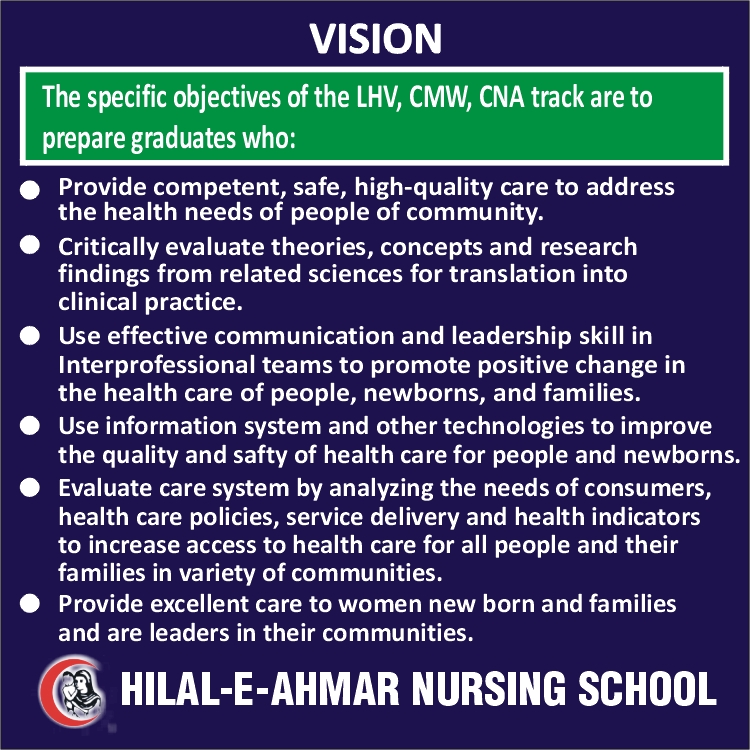 VISION
The specific objectives of the LHV, CMW, CNA track are to
prepare graduates who:
Provide competent, safe, high-quality care to address
the health needs of people of community.
Critically evaluate theories, concepts and research
findings from related sciences for translation into
clinical practice.
Use effective communication and leadership skill in
Interprofessional teams to promote positive change in
the health care of people, newborns, and families.
Use information system and other technologies to improve
the quality and safty of health care for people and newborns.
Evaluate care system by analyzing the needs of consumers,
health care policies, service delivery and health indicators
to increase access to health care for all people and their
families in variety of communities.
Provide excellent care to women new born and families
and are leaders in their communities.
HILAL-E-AHMAR NURSING SCHOOL